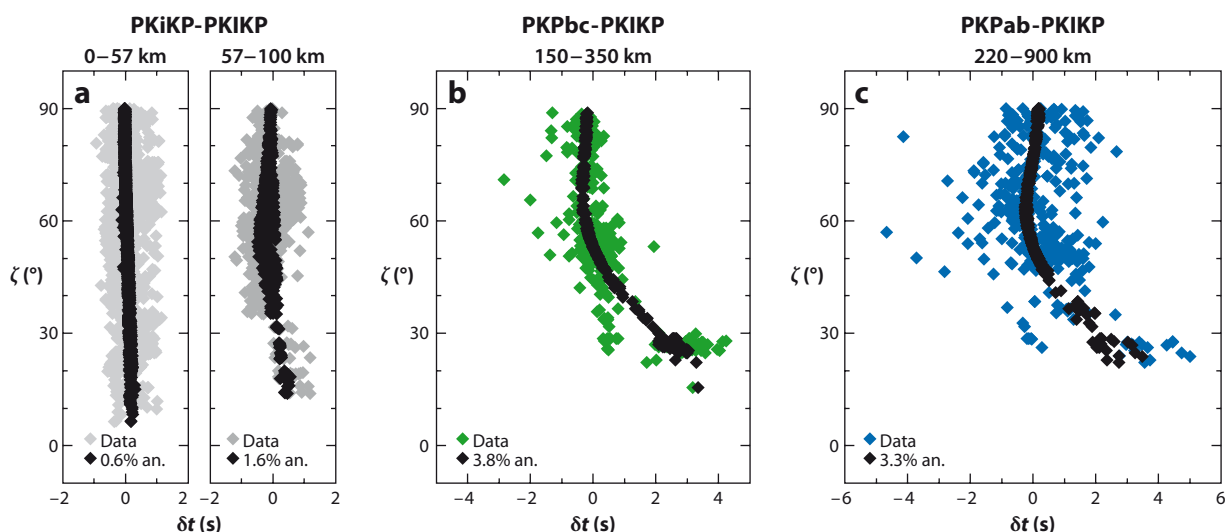 PKiKP-PKIKP
0–57 km
57–100 km
a
90
60
ζ (°)
30
0
Data
0.6% an.
Data
1.6% an.
−2
0
2
−2
0
2
δt (s)
PKPbc-PKIKP
150–350 km
b
90
60
ζ (°)
30
0
Data
3.8% an.
−4
−2
0
2
4
δt (s)
PKPab-PKIKP
220–900 km
c
90
60
ζ (°)
30
0
Data
3.3% an.
−6
−4
−2
0
2
4
6
δt (s)